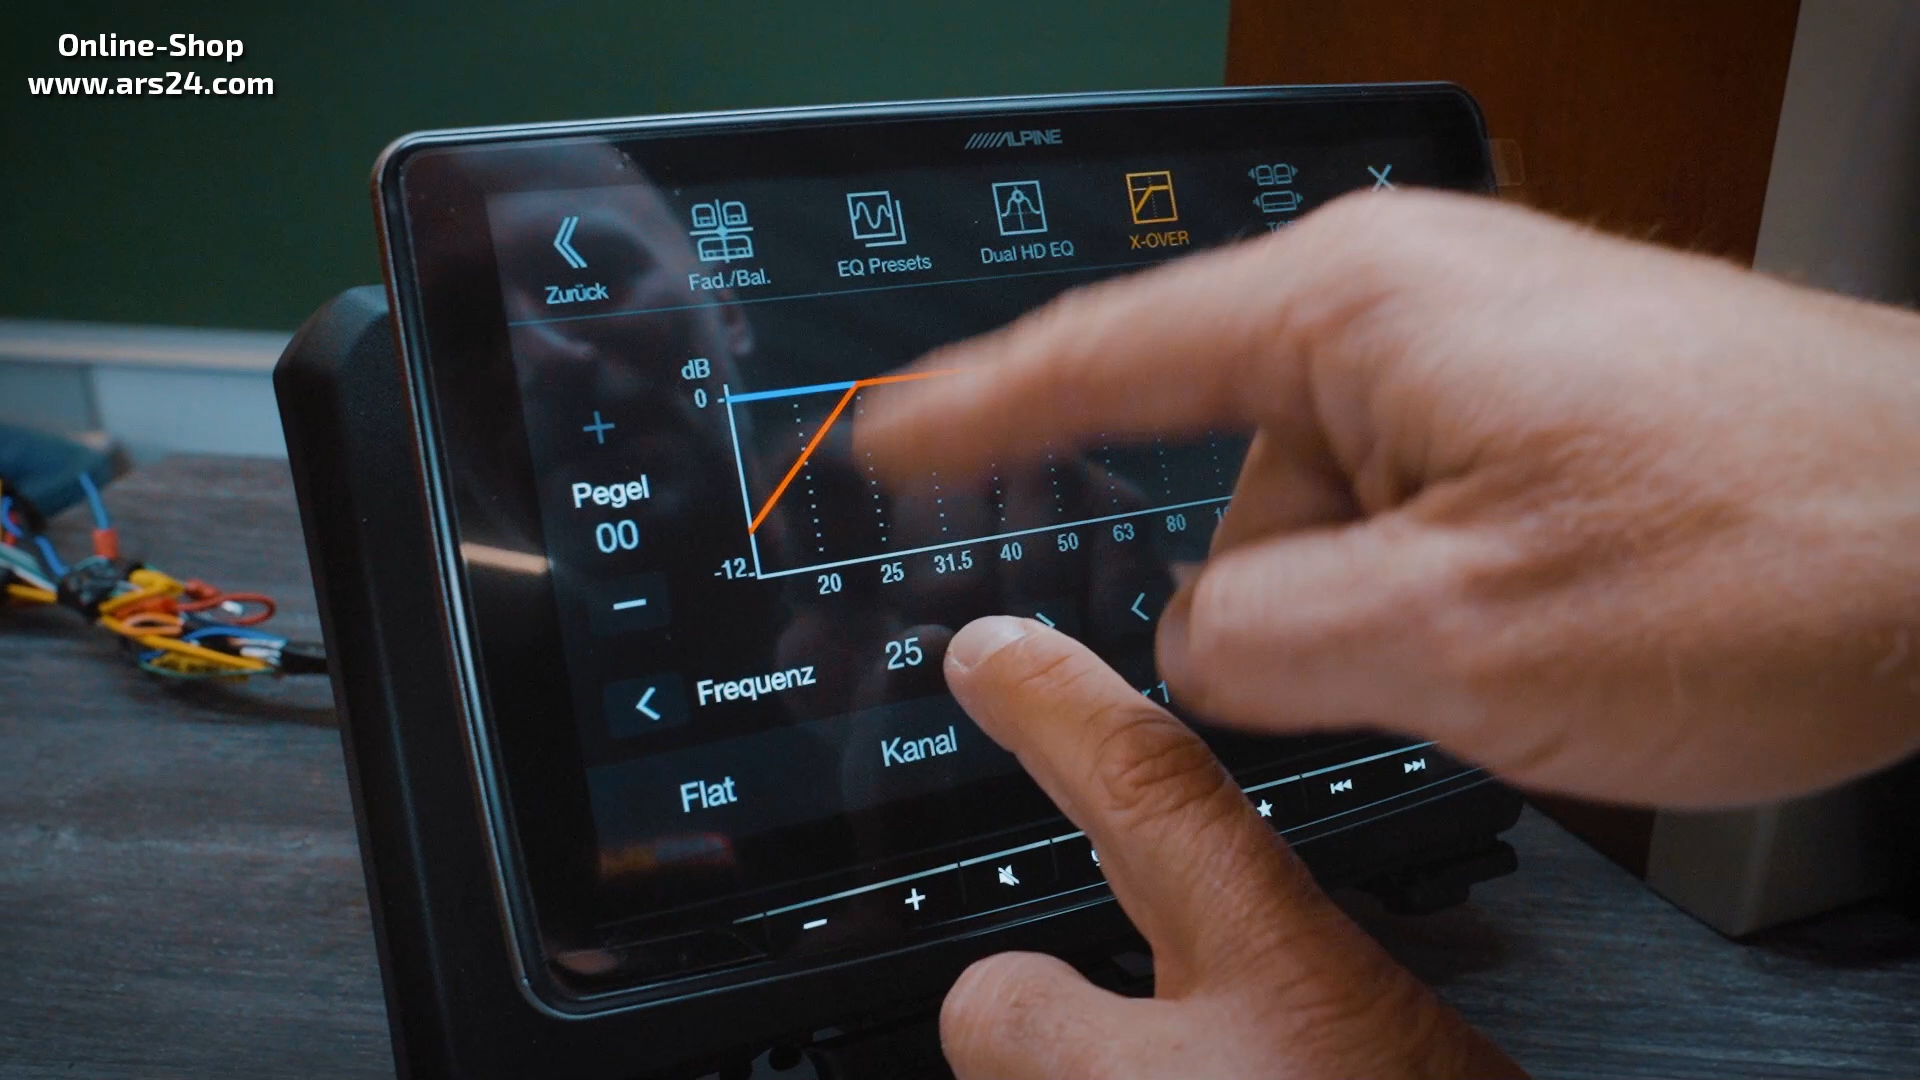 Online-Shop
www.ars24.com
ALPINE
Zurück
Fad./Bal.
EQ Presets
Dual HD EQ
X-OVER
dB
0
+
Pegel
00
−
-12
20 25 31.5 40 50 63 80
Frequenz 25
Flat
Kanal
− +